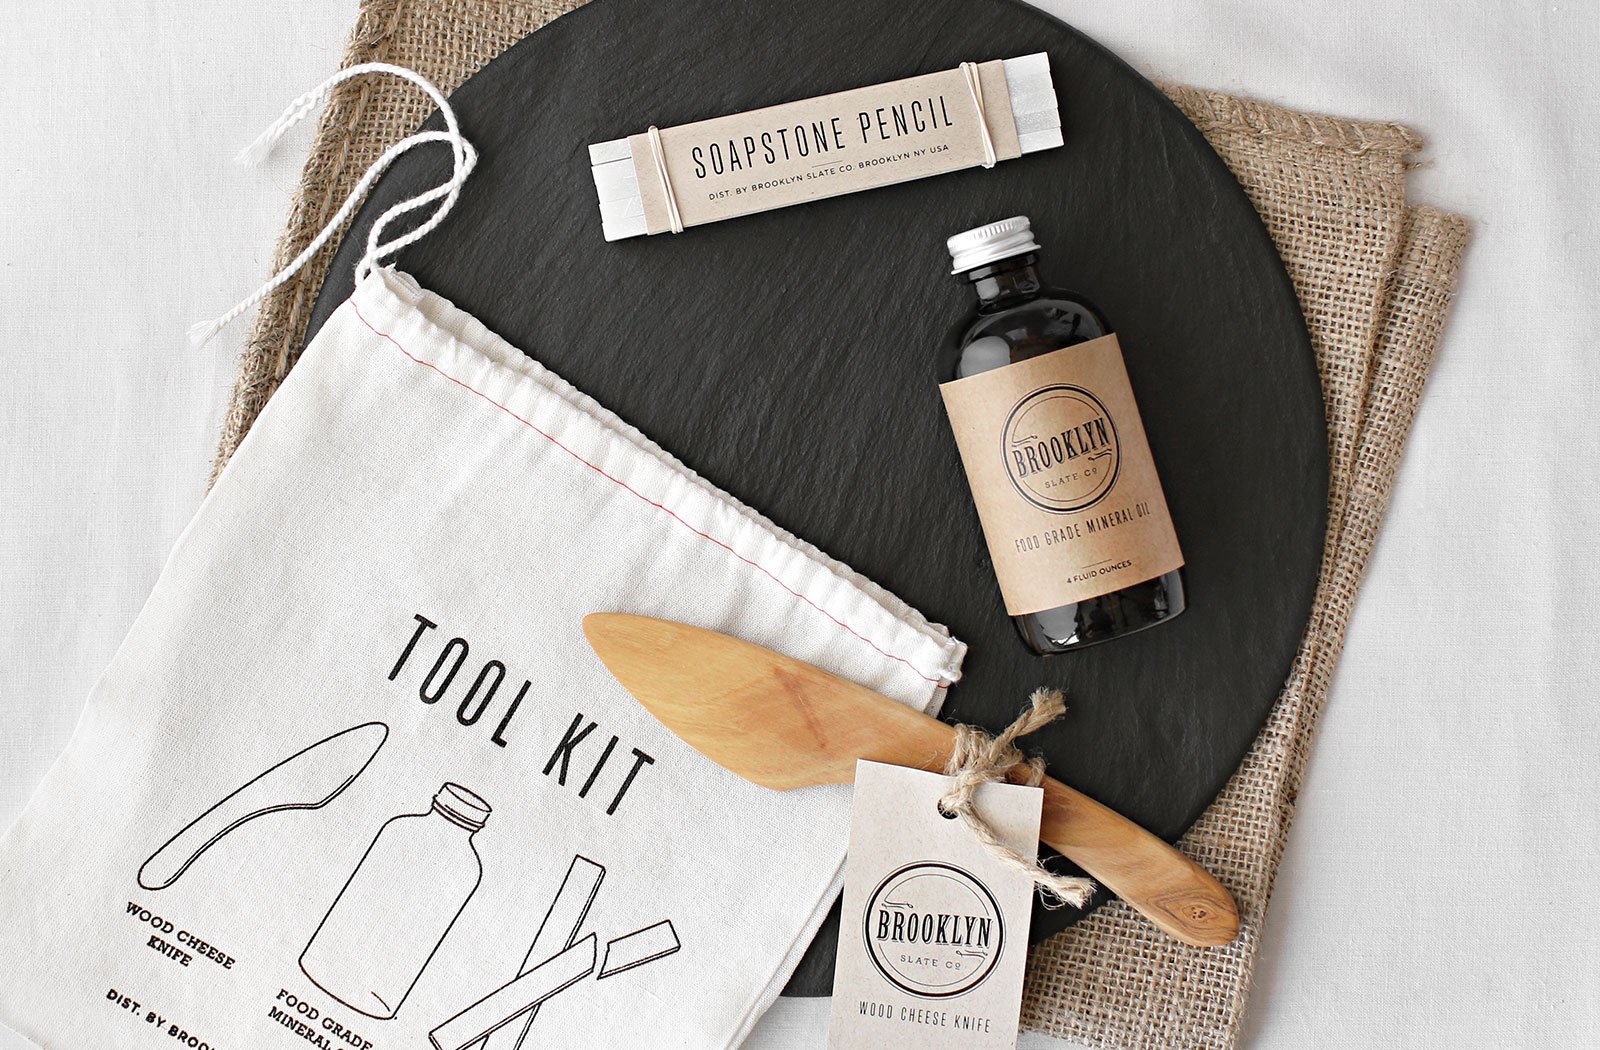 SOAPSTONE PENCIL
DIST. BY BROOKLYN SLATE CO. BROOKLYN NY USA
BROOKLYN
SLATE Co
FOOD GRADE MINERAL OIL
4 FLUID OUNCES
TOOL KIT
WOOD CHEESE
KNIFE
FOOD GRADE
MINERAL
DIST. BY
BROOKLYN
SLATE Co
WOOD CHEESE KNIFE